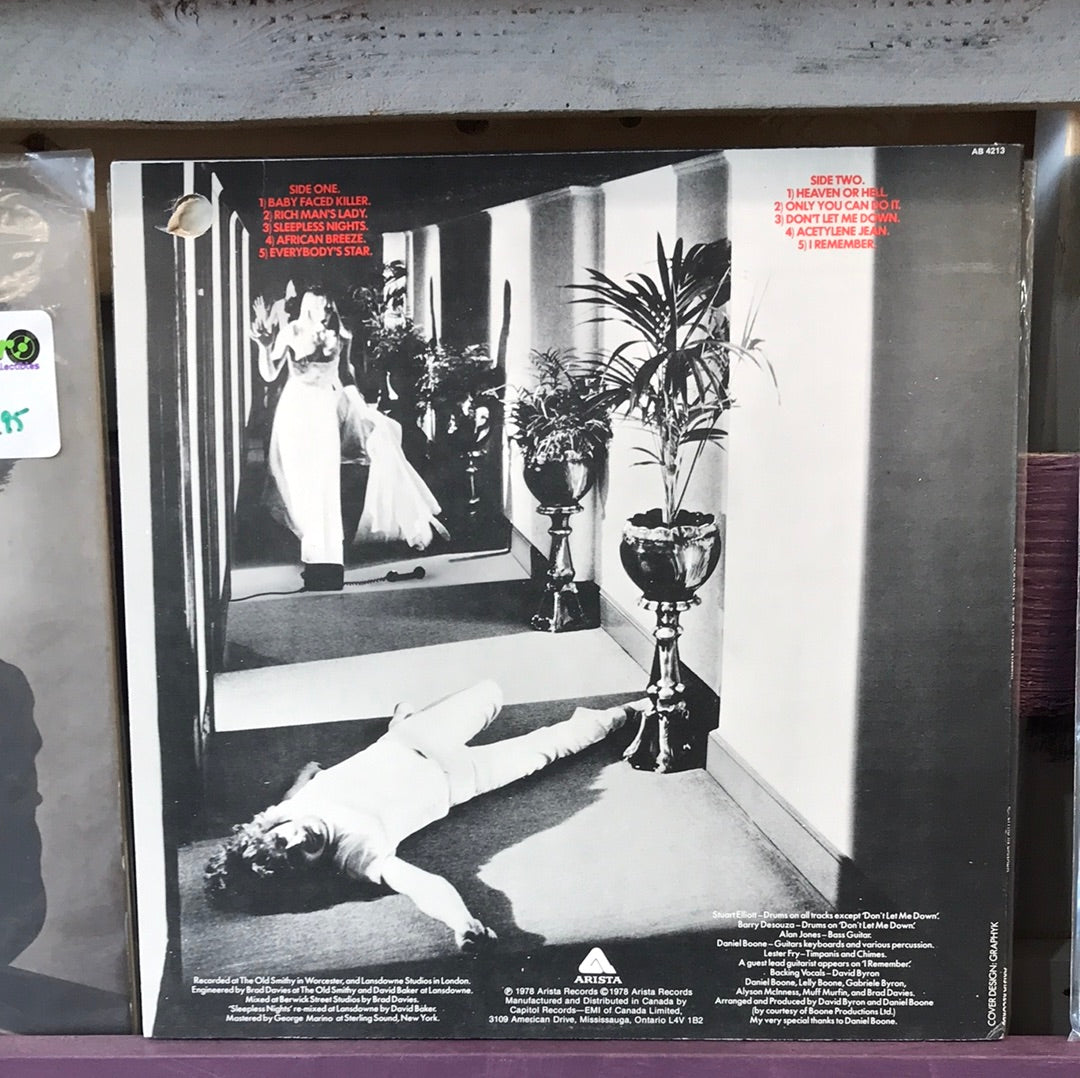 AB 4213
SIDE ONE.
1) BABY FACED KILLER.
2) RICH MAN'S LADY.
3) SLEEPLESS NIGHTS.
4) AFRICAN BREEZE.
5) EVERYBODY'S STAR.
SIDE TWO.
1) HEAVEN OR HELL.
2) ONLY YOU CAN DO IT.
3) DON'T LET ME DOWN.
4) ACETYLENE JEAN.
5) I REMEMBER.
.95
Recorded at The Old Smithy in Worcester, and Lansdowne Studios in London.
Engineered by Brad Davies at The Old Smithy and David Baker at Lansdowne.
Mixed at Berwick Street Studios by Brad Davies.
'Sleepless Nights' re-mixed at Lansdowne by David Baker.
Mastered by George Marino at Sterling Sound, New York.
ARISTA
℗ 1978 Arista Records © 1978 Arista Records
Manufactured and Distributed in Canada by
Capitol Records—EMI of Canada Limited,
3109 American Drive, Mississauga, Ontario L4V 1B2
Stuart Elliott – Drums on all tracks except 'Don't Let Me Down'.
Barry Desouza – Drums on 'Don't Let Me Down'.
Alan Jones – Bass Guitar.
Daniel Boone – Guitars keyboards and various percussion.
Lester Fry – Timpanis and Chimes.
A guest lead guitarist appears on 'I Remember'.
Backing Vocals – David Byron
Daniel Boone, Lelly Boone, Gabriele Byron,
Alyson McInness, Muff Murfin, and Brad Davies.
Arranged and Produced by David Byron and Daniel Boone
(by courtesy of Boone Productions Ltd.)
My very special thanks to Daniel Boone.
COVER DESIGN: GRAPHYK